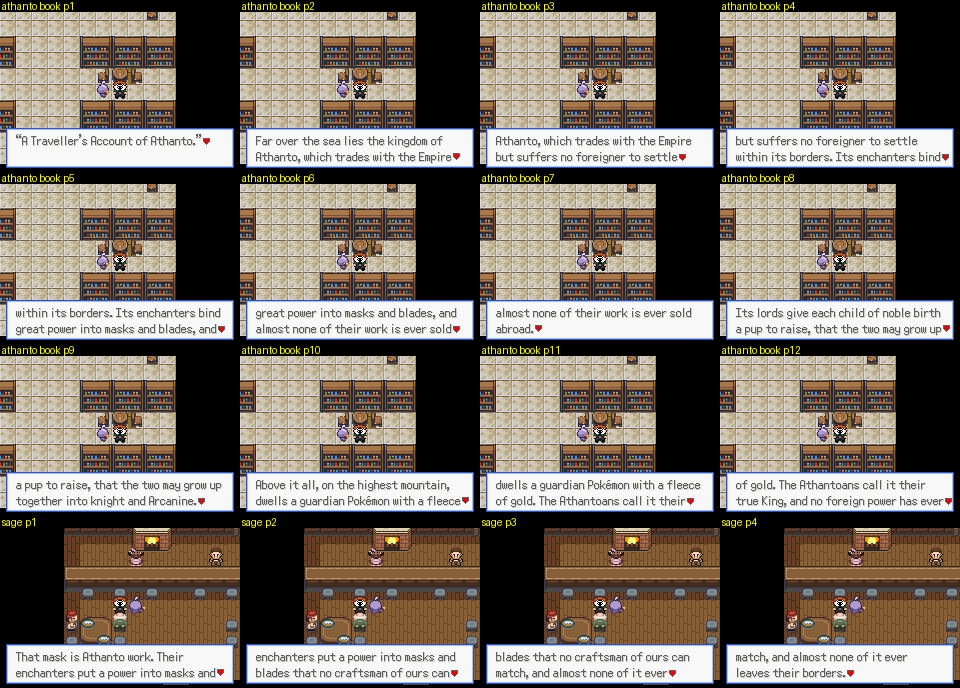 athanto book p1
athanto book p2
athanto book p3
athanto book p4
“A Traveller’s Account of Athanto.”
Far over the sea lies the kingdom of
Athanto, which trades with the Empire
Athanto, which trades with the Empire
but suffers no foreigner to settle
but suffers no foreigner to settle
within its borders. Its enchanters bind
athanto book p5
athanto book p6
athanto book p7
athanto book p8
within its borders. Its enchanters bind
great power into masks and blades, and
great power into masks and blades, and
almost none of their work is ever sold
almost none of their work is ever sold
abroad.
Its lords give each child of noble birth
a pup to raise, that the two may grow up
athanto book p9
athanto book p10
athanto book p11
athanto book p12
a pup to raise, that the two may grow up
together into knight and Arcanine.
Above it all, on the highest mountain,
dwells a guardian Pokémon with a fleece
dwells a guardian Pokémon with a fleece
of gold. The Athantoans call it their
of gold. The Athantoans call it their
true King, and no foreign power has ever
sage p1
sage p2
sage p3
sage p4
That mask is Athanto work. Their
enchanters put a power into masks and
enchanters put a power into masks and
blades that no craftsman of ours can
blades that no craftsman of ours can
match, and almost none of it ever
match, and almost none of it ever
leaves their borders.